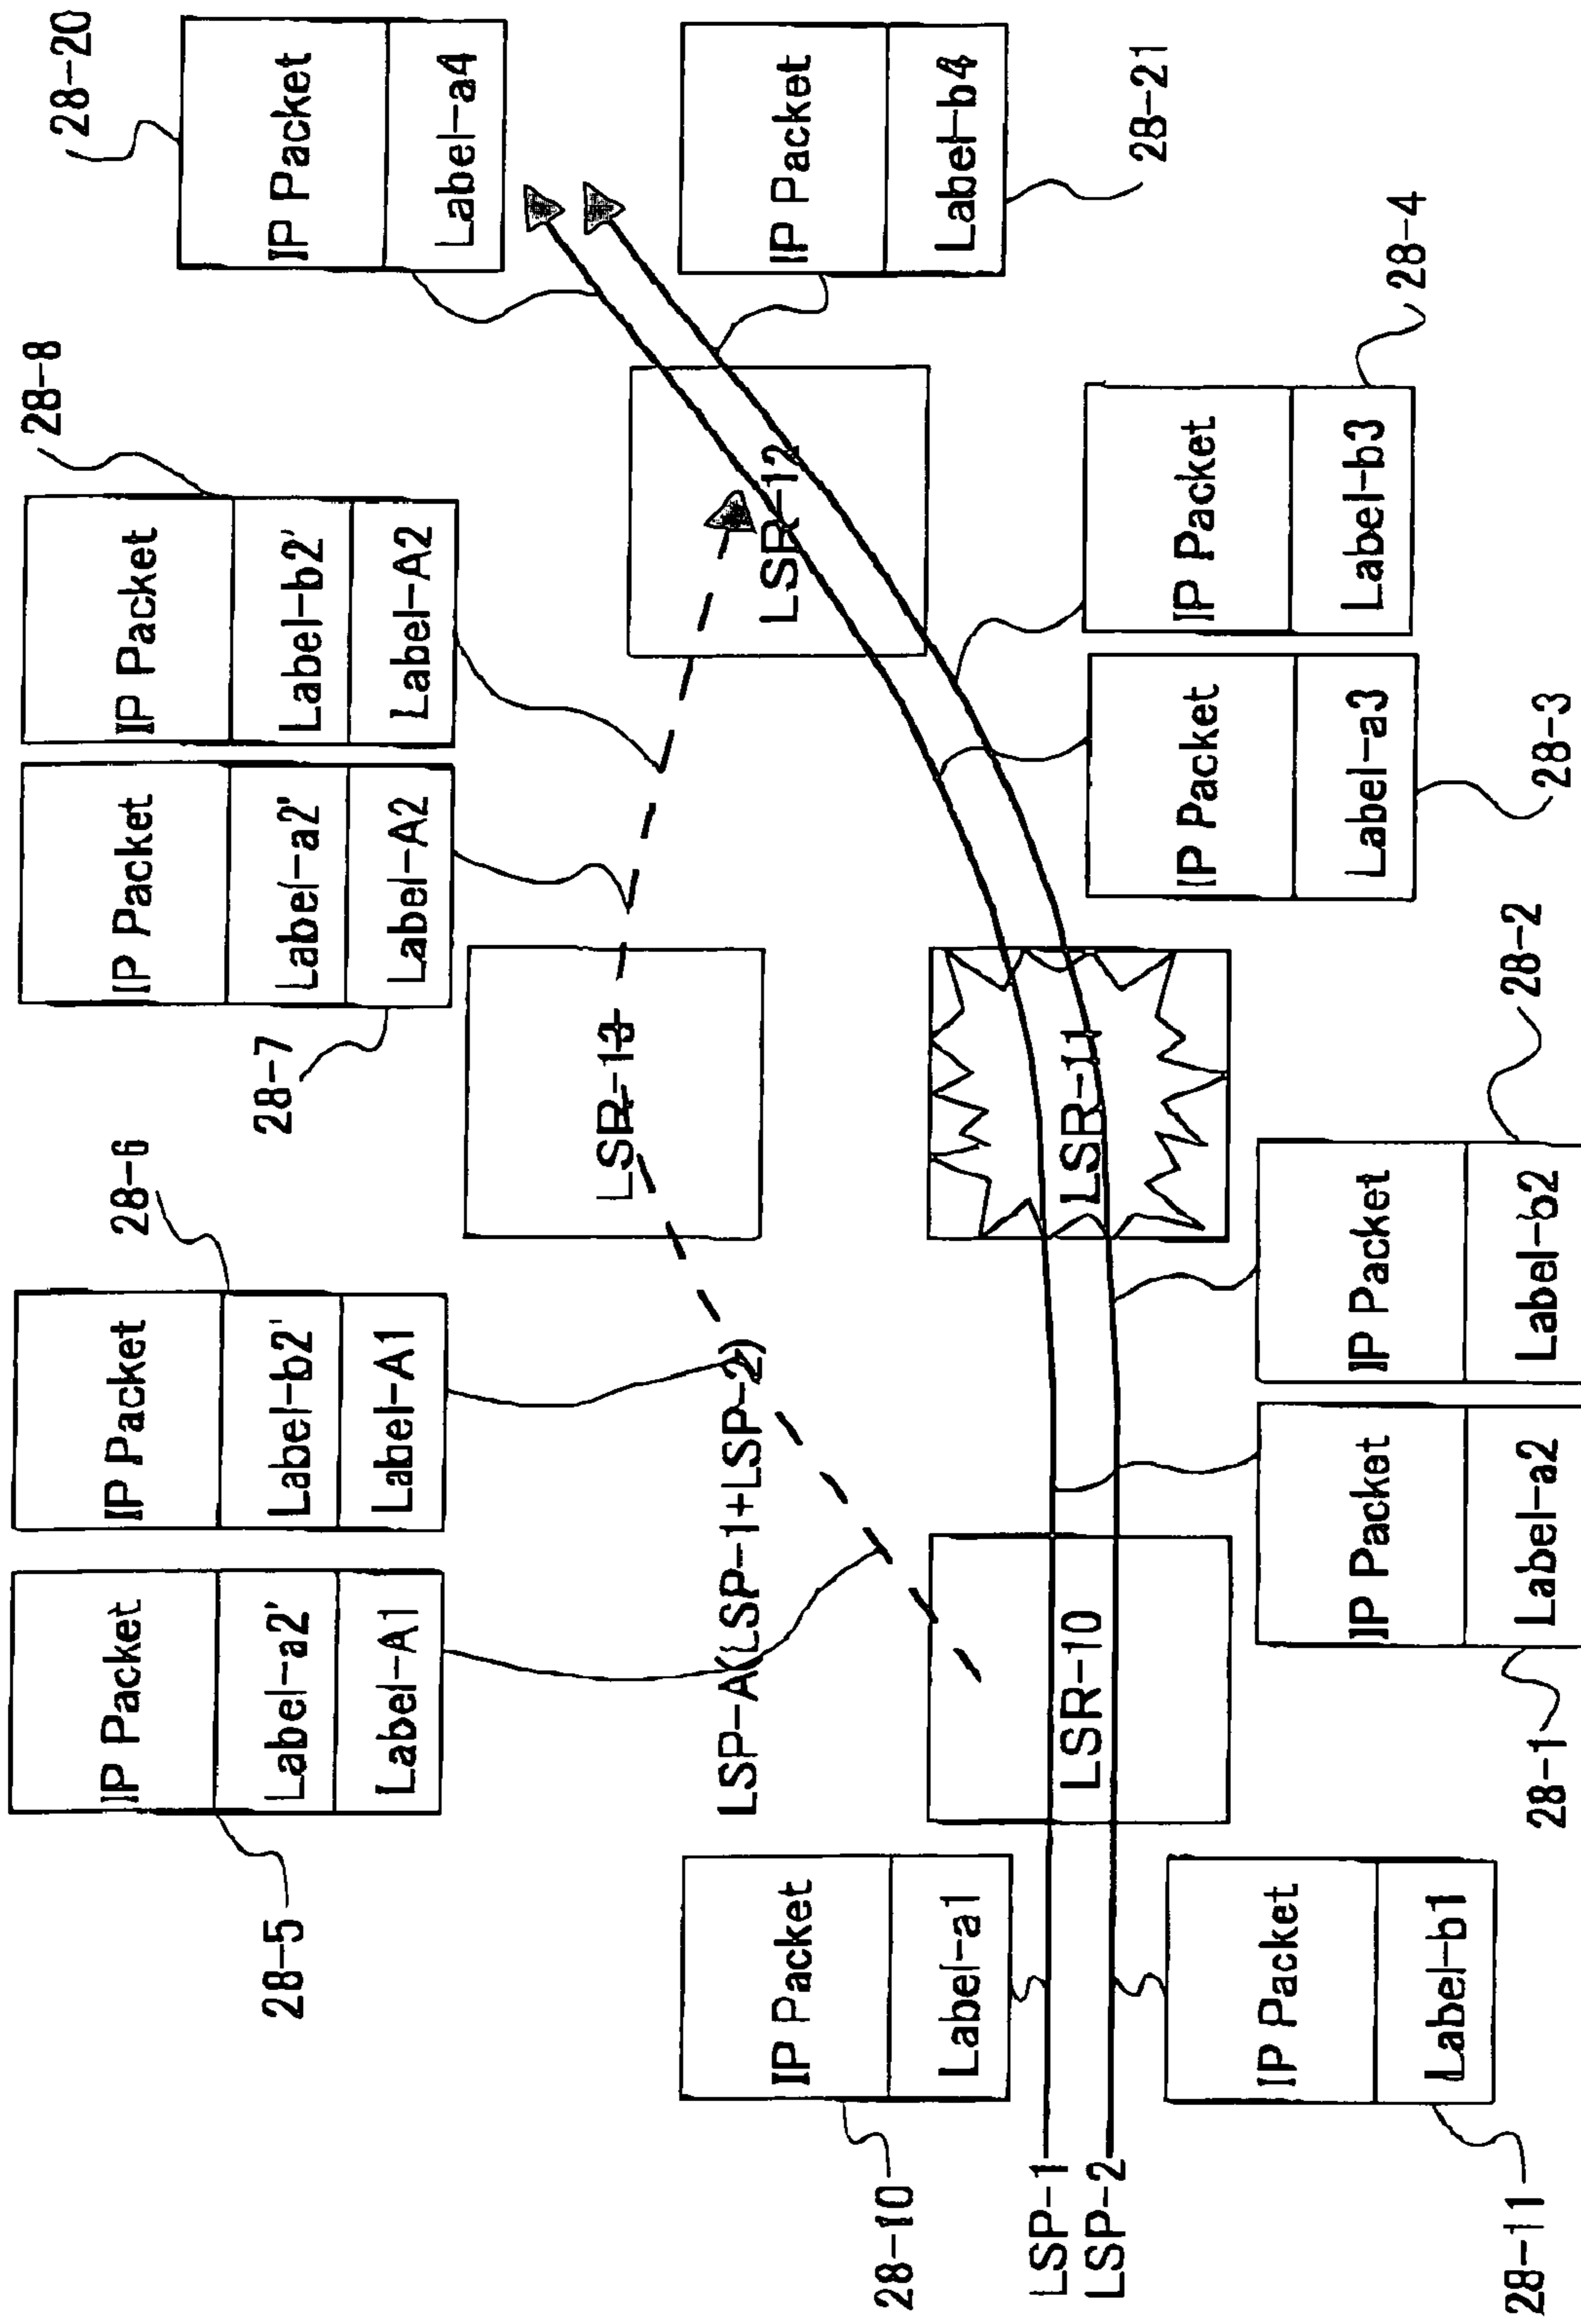 28-5
IP Packet
Label-a2'
Label-A1
28-6
IP Packet
Label-b2'
Label-A1
28-7
IP Packet
Label-a2'
Label-A2
28-8
IP Packet
Label-b2'
Label-A2
28-20
IP Packet
Label-a4
LSP-A(LSP-1+LSP-2)
LSR-13
LSR-12
IP Packet
Label-b4
28-21
28-10
IP Packet
Label-a1
LSP-1
LSP-2
LSR-10
LSR-11
28-11
IP Packet
Label-b1
28-1
IP Packet
Label-a2
28-2
IP Packet
Label-b2
28-3
IP Packet
Label-a3
28-4
IP Packet
Label-b3